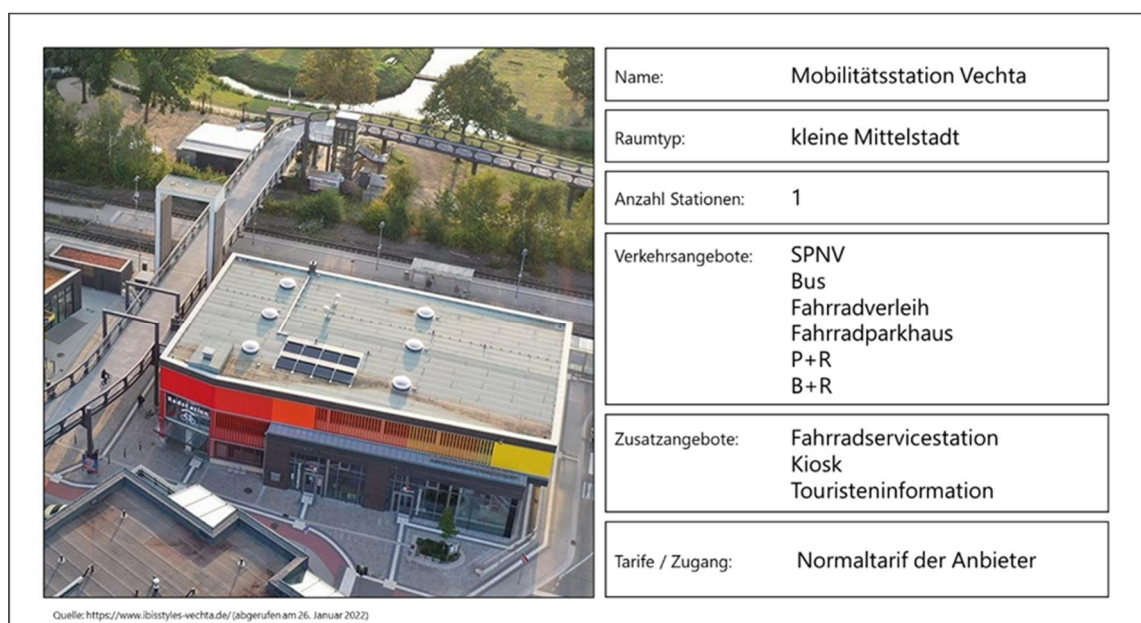 Name: Mobilitätsstation Vechta
Raumtyp: kleine Mittelstadt
Anzahl Stationen: 1
Verkehrsangebote: SPNV
Bus
Fahrradverleih
Fahrradparkhaus
P+R
B+R
Zusatzangebote: Fahrradservicestation
Kiosk
Touristeninformation
Tarife / Zugang: Normaltarif der Anbieter
Radstation
Quelle: https://www.ibisstyles-vechta.de/ (abgerufen am 26. Januar 2022)